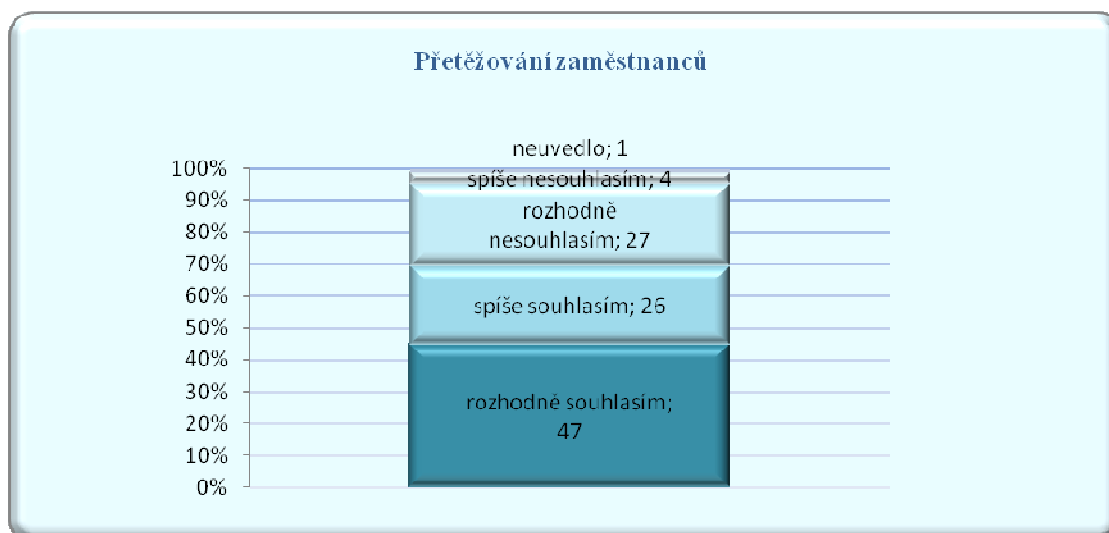 Přetěžování zaměstnanců
neuvedlo; 1
100%
spíše nesouhlasím; 4
90%
rozhodně
nesouhlasím; 27
80%
70%
60%
spíše souhlasím; 26
50%
40%
30%
rozhodné souhlasím;
47
20%
10%
0%